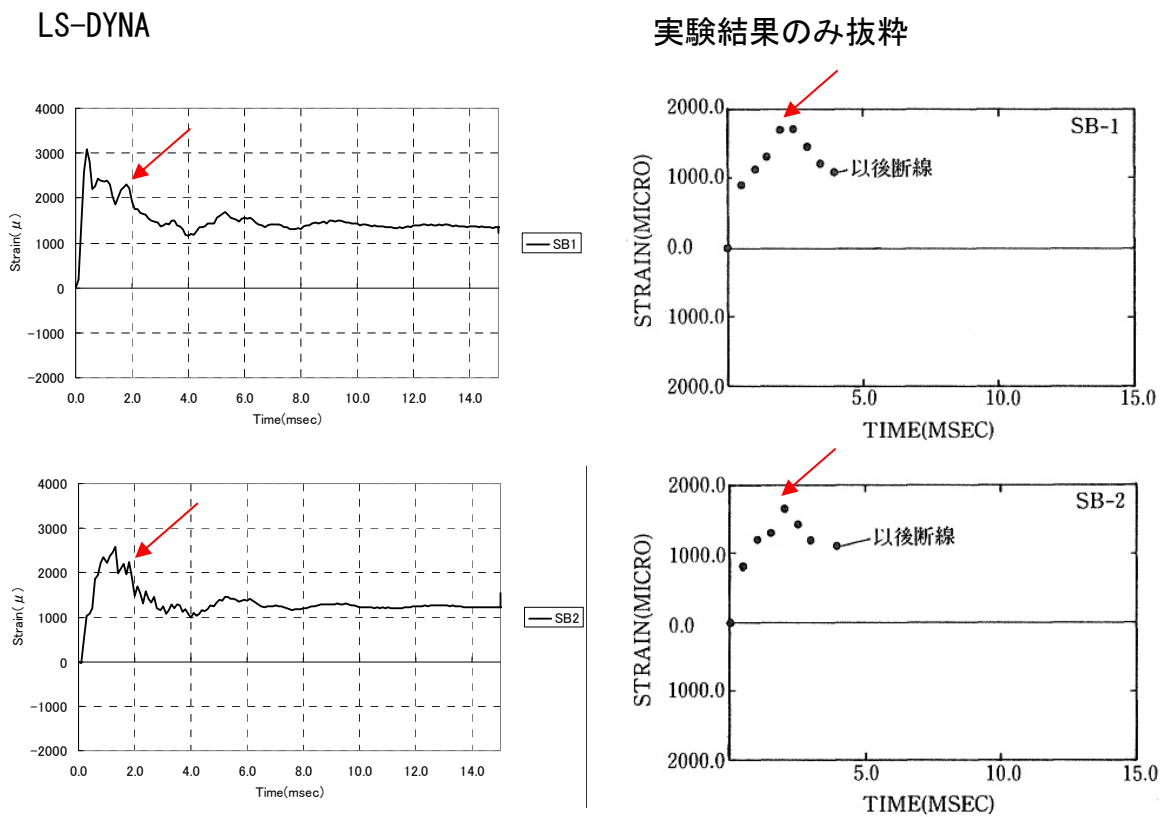 LS-DYNA
実験結果のみ抜粋
4000
3000
2000
1000
0
-1000
-2000
Strain(μ)
0.0 2.0 4.0 6.0 8.0 10.0 12.0 14.0
Time(msec)
SB1
2000.0
1000.0
0.0
1000.0
2000.0
STRAIN(MICRO)
SB-1
以後断線
5.0 10.0 15.0
TIME(MSEC)
4000
3000
2000
1000
0
-1000
-2000
Strain(μ)
0.0 2.0 4.0 6.0 8.0 10.0 12.0 14.0
Time(msec)
SB2
2000.0
1000.0
0.0
1000.0
2000.0
STRAIN(MICRO)
SB-2
以後断線
5.0 10.0 15.0
TIME(MSEC)